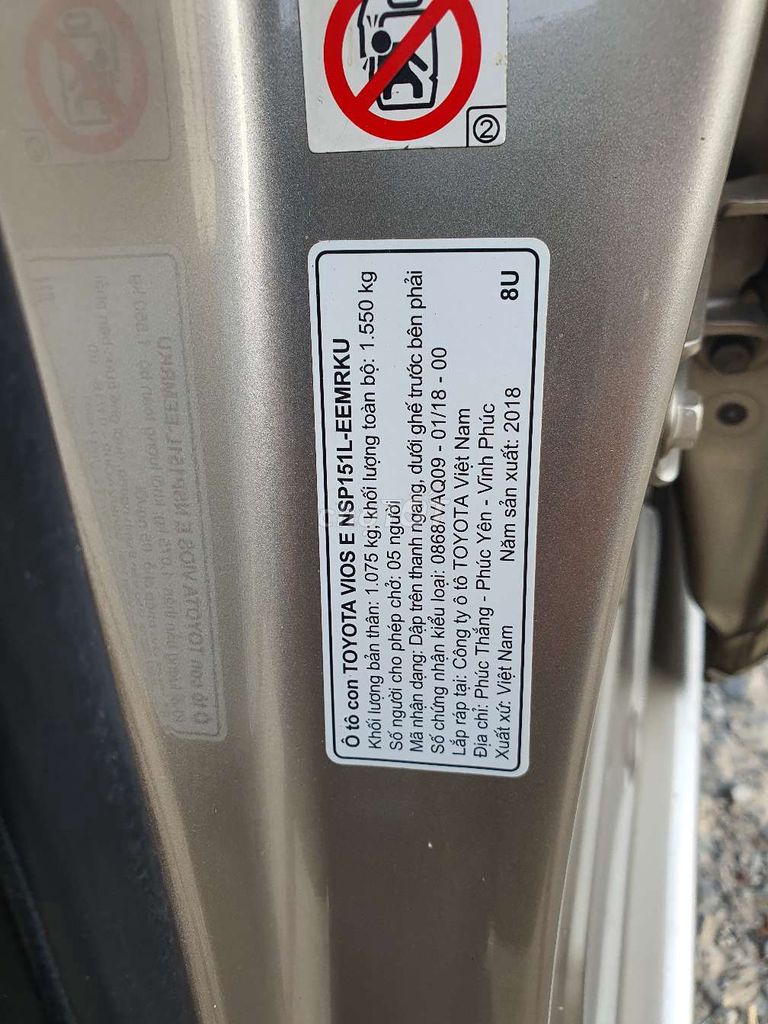 ②
Ô tô con TOYOTA VIOS E NSP151L-EEMRKU
Khối lượng bản thân: 1.075 kg; khối lượng toàn bộ: 1.550 kg
Số người cho phép chở: 05 người
Mã nhận dạng: Dập trên thanh ngang, dưới ghế trước bên phải
Số chứng nhận kiểu loại: 0868/VAQ09 - 01/18 - 00
Lắp ráp tại: Công ty ô tô TOYOTA Việt Nam
Địa chỉ: Phúc Thắng - Phúc Yên - Vĩnh Phúc
Xuất xứ: Việt Nam Năm sản xuất: 2018 8U